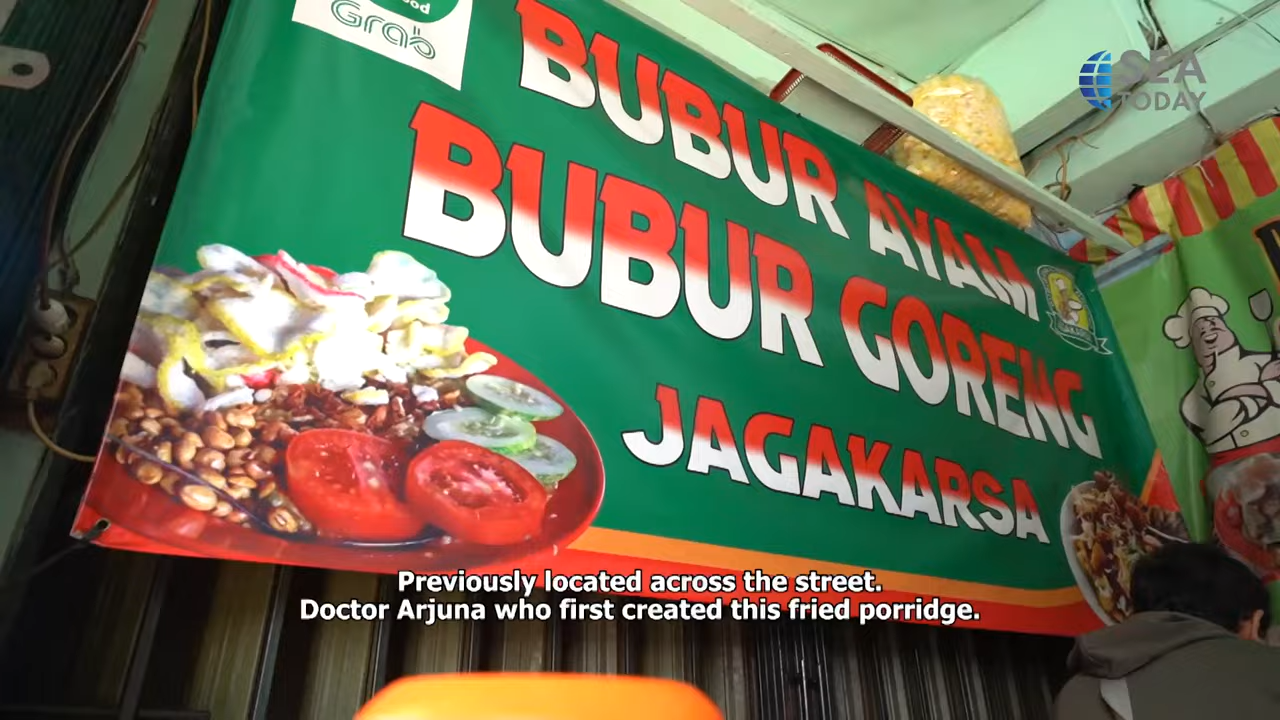 Grab
SEA
TODAY
BUBUR AYAM
BUBUR GORENG
JAGAKARSA
Previously located across the street.
Doctor Arjuna who first created this fried porridge.